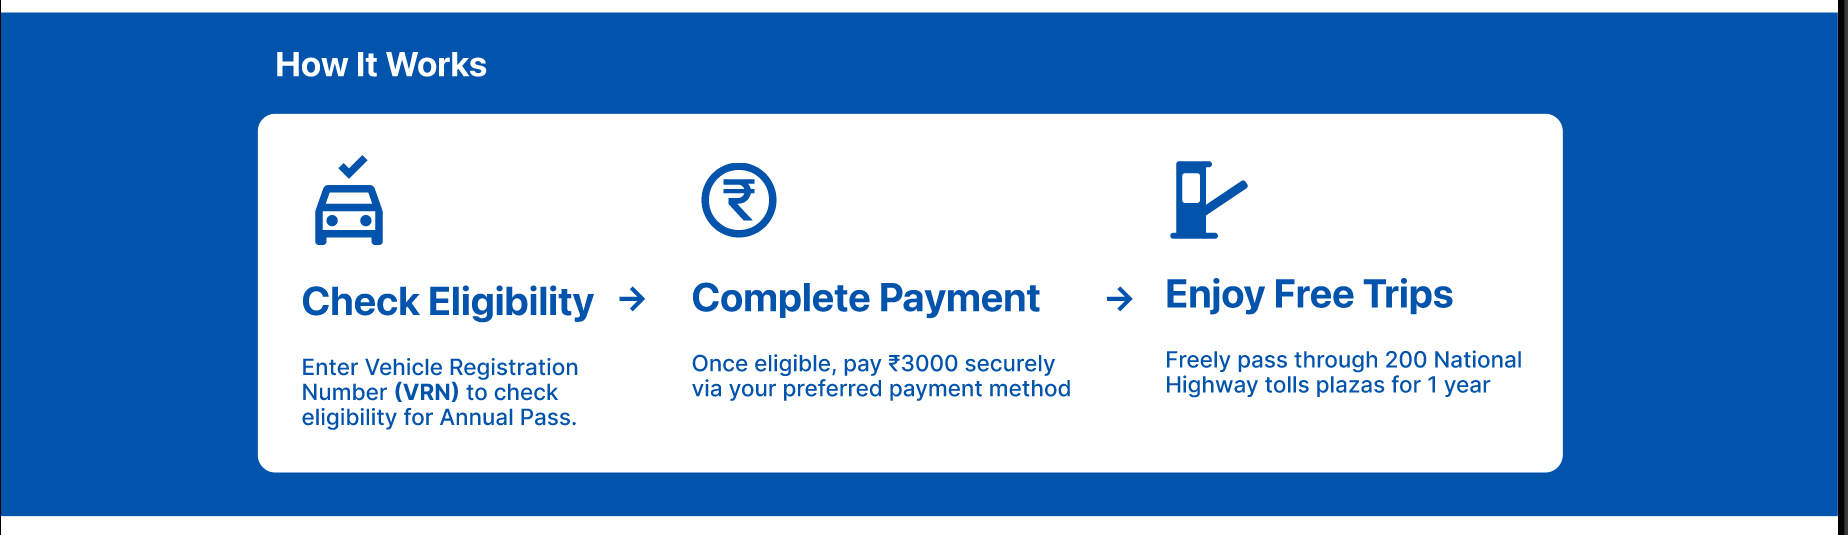 How It Works
Check Eligibility
Enter Vehicle Registration
Number (VRN) to check
eligibility for Annual Pass.
Complete Payment
Once eligible, pay ₹3000 securely
via your preferred payment method
Enjoy Free Trips
Freely pass through 200 National
Highway tolls plazas for 1 year